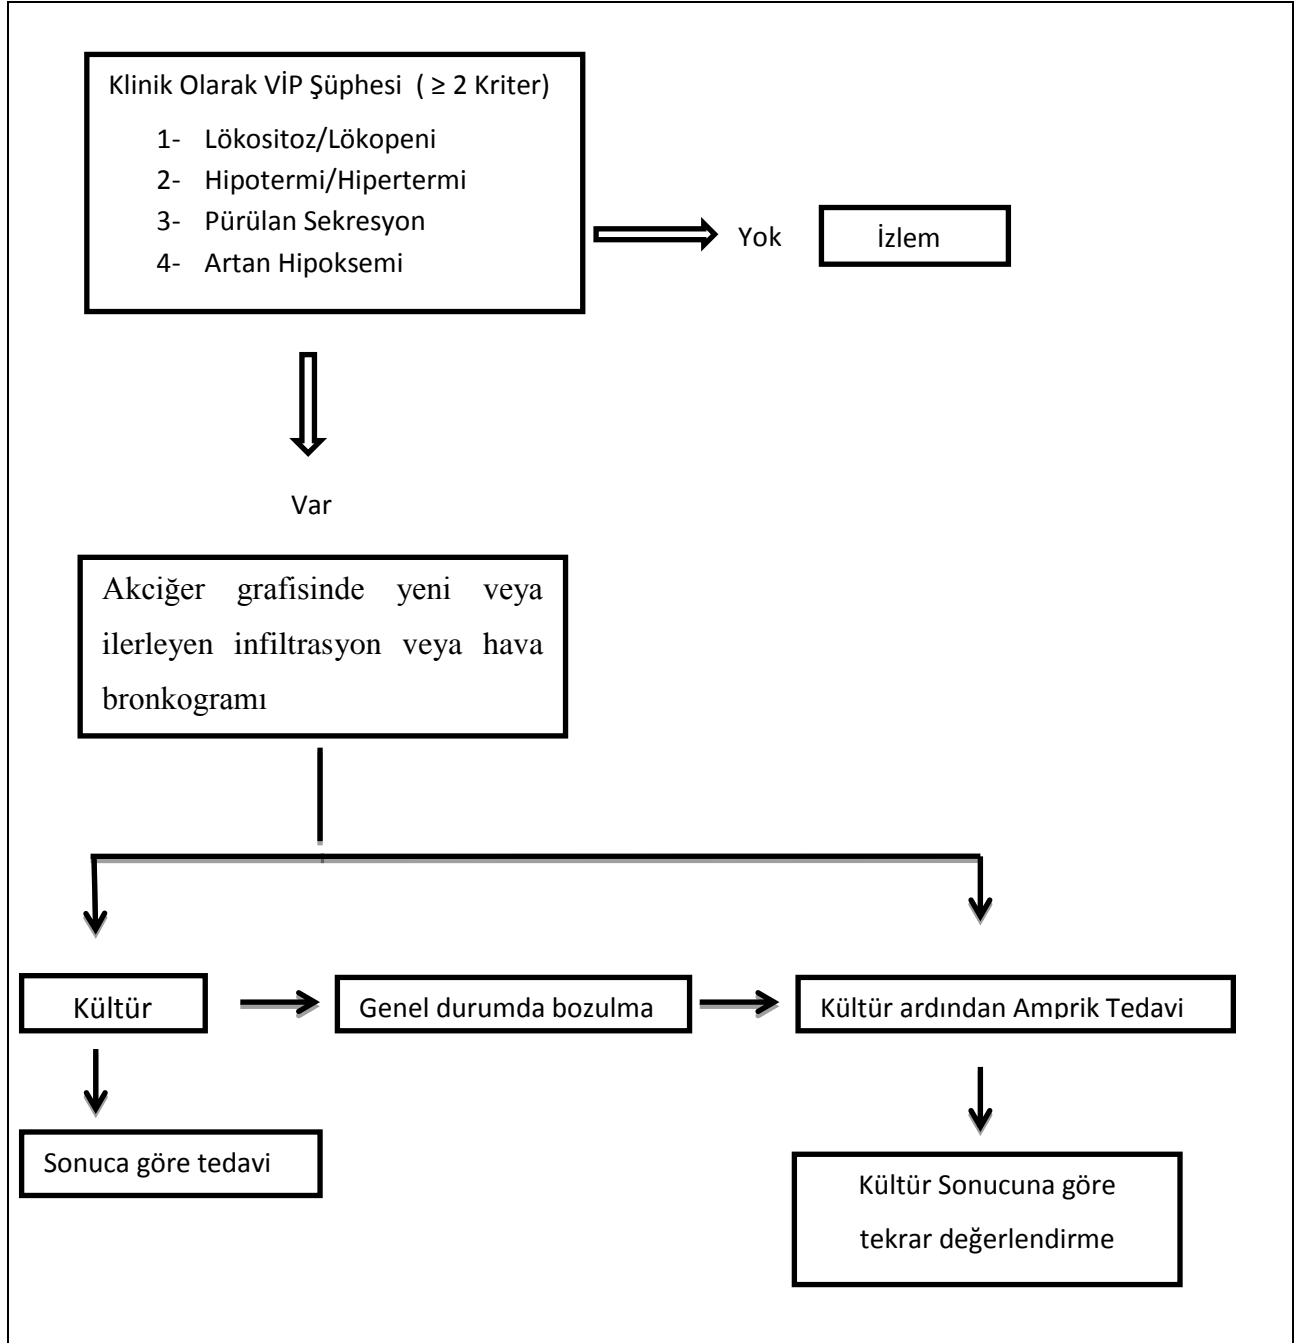 Klinik Olarak VİP Şüphesi ( ≥ 2 Kriter)
1- Lökositoz/Lökopeni
2- Hipotermi/Hipertermi
3- Pürülan Sekresyon
4- Artan Hipoksemi
Yok
İzlem
Var
Akciğer grafisinde yeni veya
ilerleyen infiltrasyon veya hava
bronkogramı
Kültür
Genel durumda bozulma
Kültür ardından Amprik Tedavi
Sonuca göre tedavi
Kültür Sonucuna göre
tekrar değerlendirme